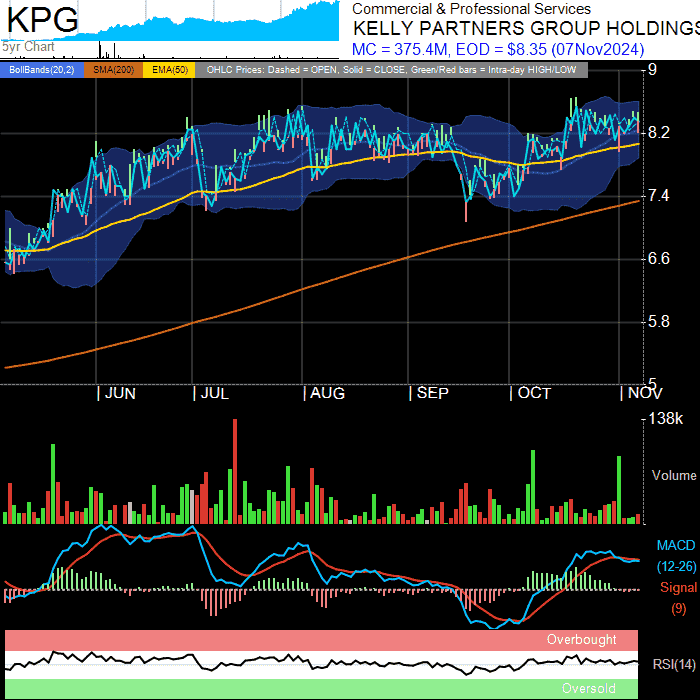 KPG
5yr Chart
Commercial & Professional Services
KELLY PARTNERS GROUP HOLDINGS
MC = 375.4M, EOD = $8.35 (07Nov2024)
BollBands(20,2) SMA(200) EMA(50) OHLC Prices: Dashed = OPEN, Solid = CLOSE, Green/Red bars = Intra-day HIGH/LOW
9
8.2
7.4
6.6
5.8
5
JUN JUL AUG SEP OCT NOV
138k
Volume
MACD
(12-26)
Signal
(9)
Overbought
RSI(14)
Oversold